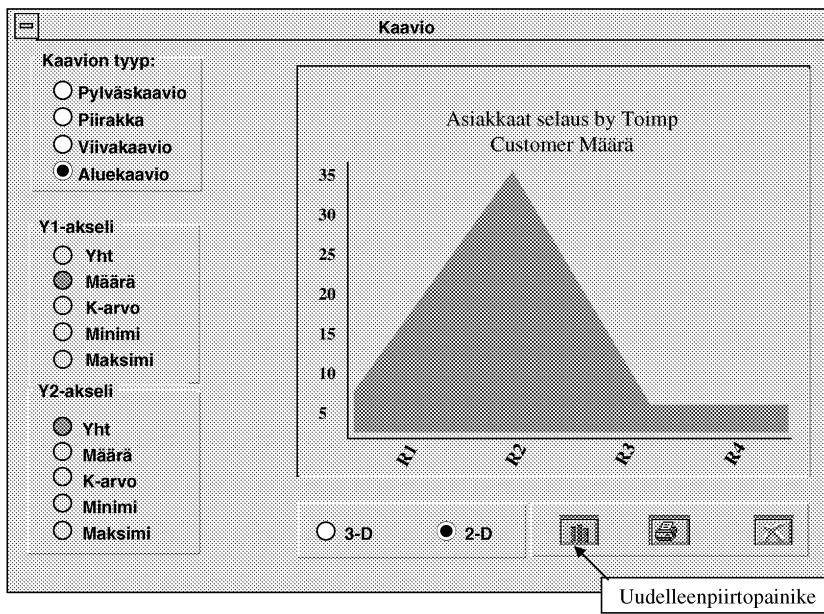 Kaavio
Kaavion tyyp:
Pylväskaavio
Piirakka
Viivakaavio
Aluekaavio
Y1-akseli
Yht
Määrä
K-arvo
Minimi
Maksimi
Y2-akseli
Yht
Määrä
K-arvo
Minimi
Maksimi
Asiakkaat selaus by Toimp
Customer Määrä
35
30
25
20
15
10
5
R1 R2 R3 R4
3-D 2-D
Uudelleenpiirtopainike